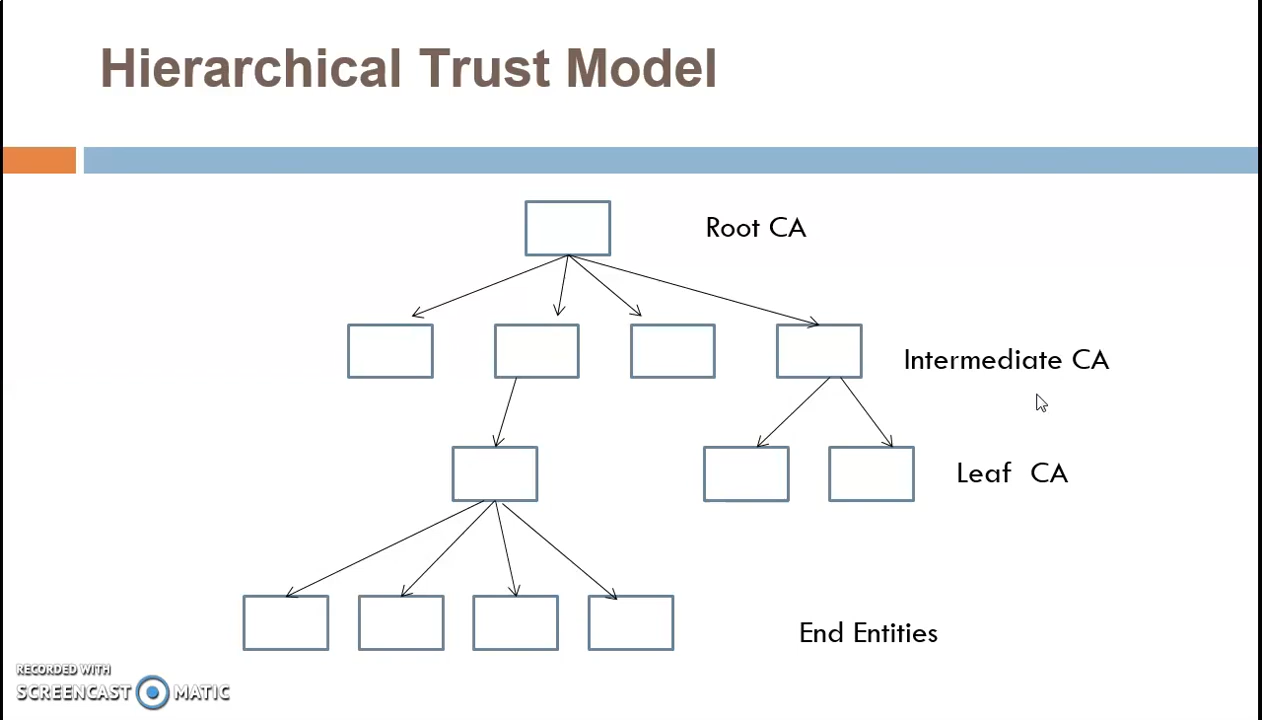 Hierarchical Trust Model
Root CA
Intermediate CA
Leaf CA
End Entities
RECORDED WITH
SCREENCAST MATIC